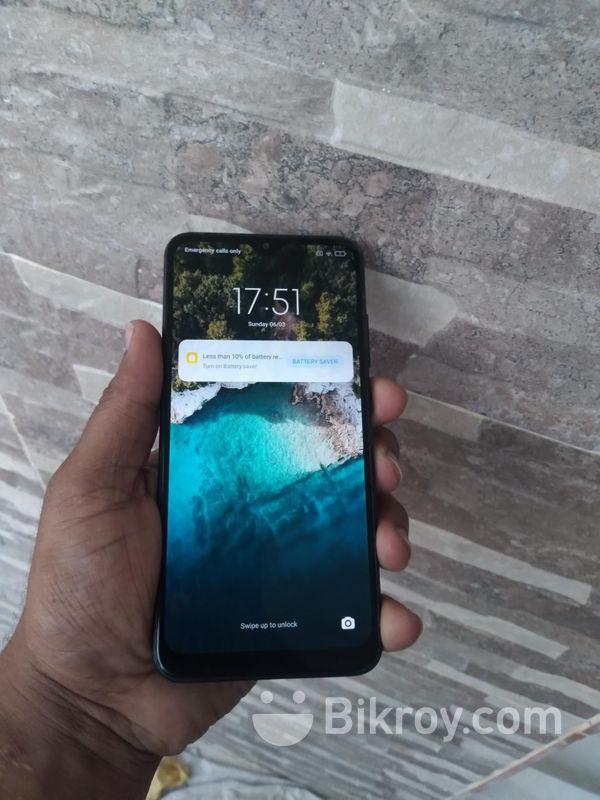 Emergency calls only
17:51
Sunday 06/03
Less than 10% of battery re...
Turn on Battery saver
BATTERY SAVER
Swipe up to unlock
Bikroy.com